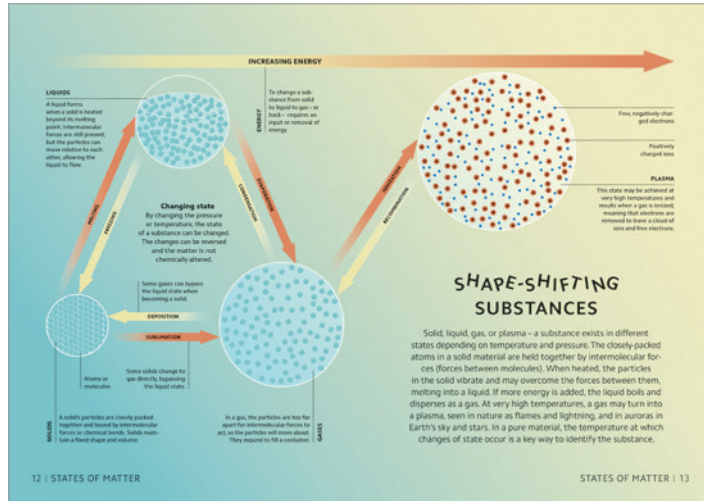 INCREASING ENERGY
LIQUIDS
A liquid forms
when a solid is heated
beyond its melting
point. Intermolecular
forces are still present,
but the particles can
move relative to each
other, allowing the
liquid to flow.
ENERGY
To change a sub-
stance from solid
to liquid to gas – or
back – requires an
input or removal of
energy
Free, negatively char-
ged electrons
Positively
charged ions
PLASMA
This state may be achieved at
very-high temperatures and
results when a gas is ionized,
meaning that electrons are
removed to leave a cloud of
ions and free electrons.
MELTING
FREEZING
Changing state
By changing the pressure
or temperature, the state
of a substance can be changed.
The changes can be reversed
and the matter is not
chemically altered.
CONDENSATION
EVAPORATION
IONIZATION
RECOMBINATION
Some gases can bypass
the liquid state when
becoming a solid.
DEPOSITION
SUBLIMATION
Atoms or
molecules
Some solids change to
gas directly, bypassing
the liquid state.
SOLIDS
A solid's particles are closely packed
together and bound by intermolecular
forces or chemical bonds. Solids main-
tain a fixed shape and volume.
In a gas, the particles are too far
apart for intermolecular forces to
act, so the particles will move about.
They expand to fill a container.
GASES
SHAPE-SHIFTING
SUBSTANCES
Solid, liquid, gas, or plasma – a substance exists in different
states depending on temperature and pressure. The closely-packed
atoms in a solid material are held together by intermolecular for-
ces (forces between molecules). When heated, the particles
in the solid vibrate and may overcome the forces between them,
melting into a liquid. If more energy is added, the liquid boils and
disperses as a gas. At very high temperatures, a gas may turn into
a plasma, seen in nature as flames and lightning, and in auroras in
Earth's sky and stars. In a pure material, the temperature at which
changes of state occur is a key way to identify the substance.
12 | STATES OF MATTER
STATES OF MATTER | 13